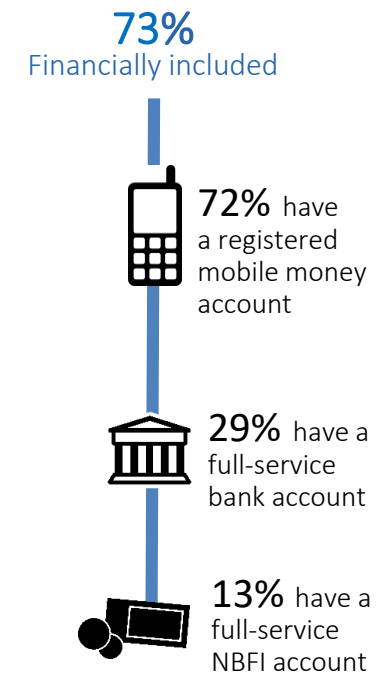 73%
Financially included
72% have
a registered
mobile money
account
29% have a
full-service
bank account
13% have a
full-service
NBFI account